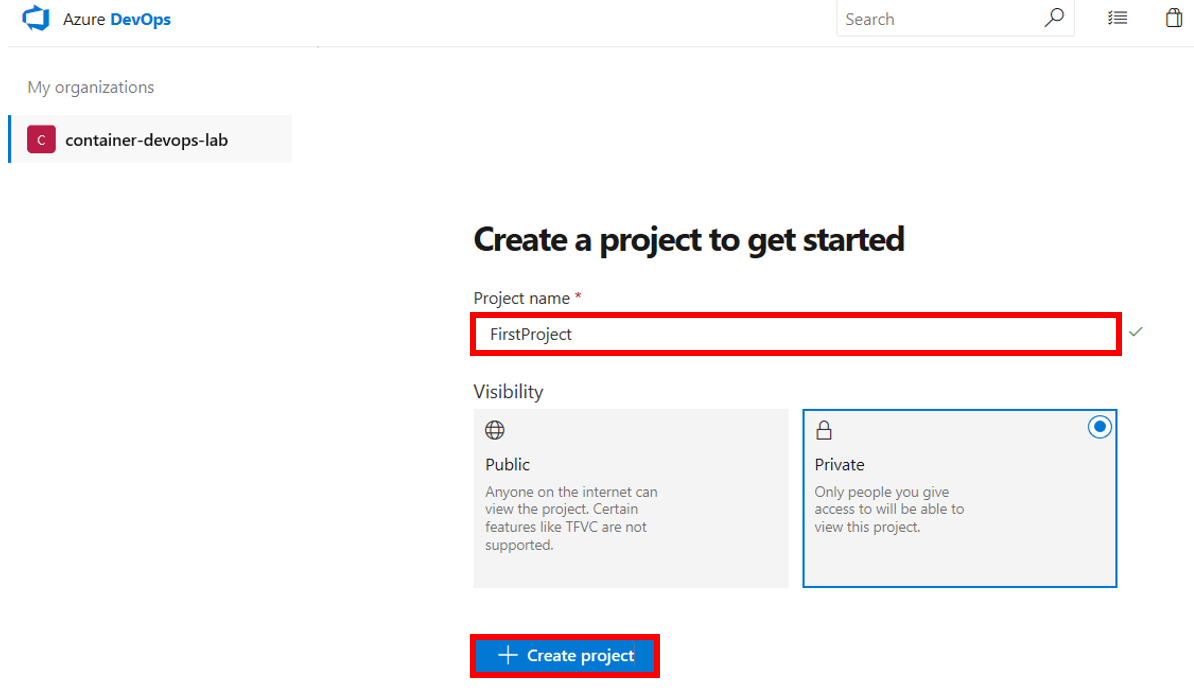 Azure DevOps
Search
My organizations
C
container-devops-lab
Create a project to get started
Project name *
FirstProject
Visibility
Public
Anyone on the internet can
view the project. Certain
features like TFVC are not
supported.
Private
Only people you give
access to will be able to
view this project.
Create project